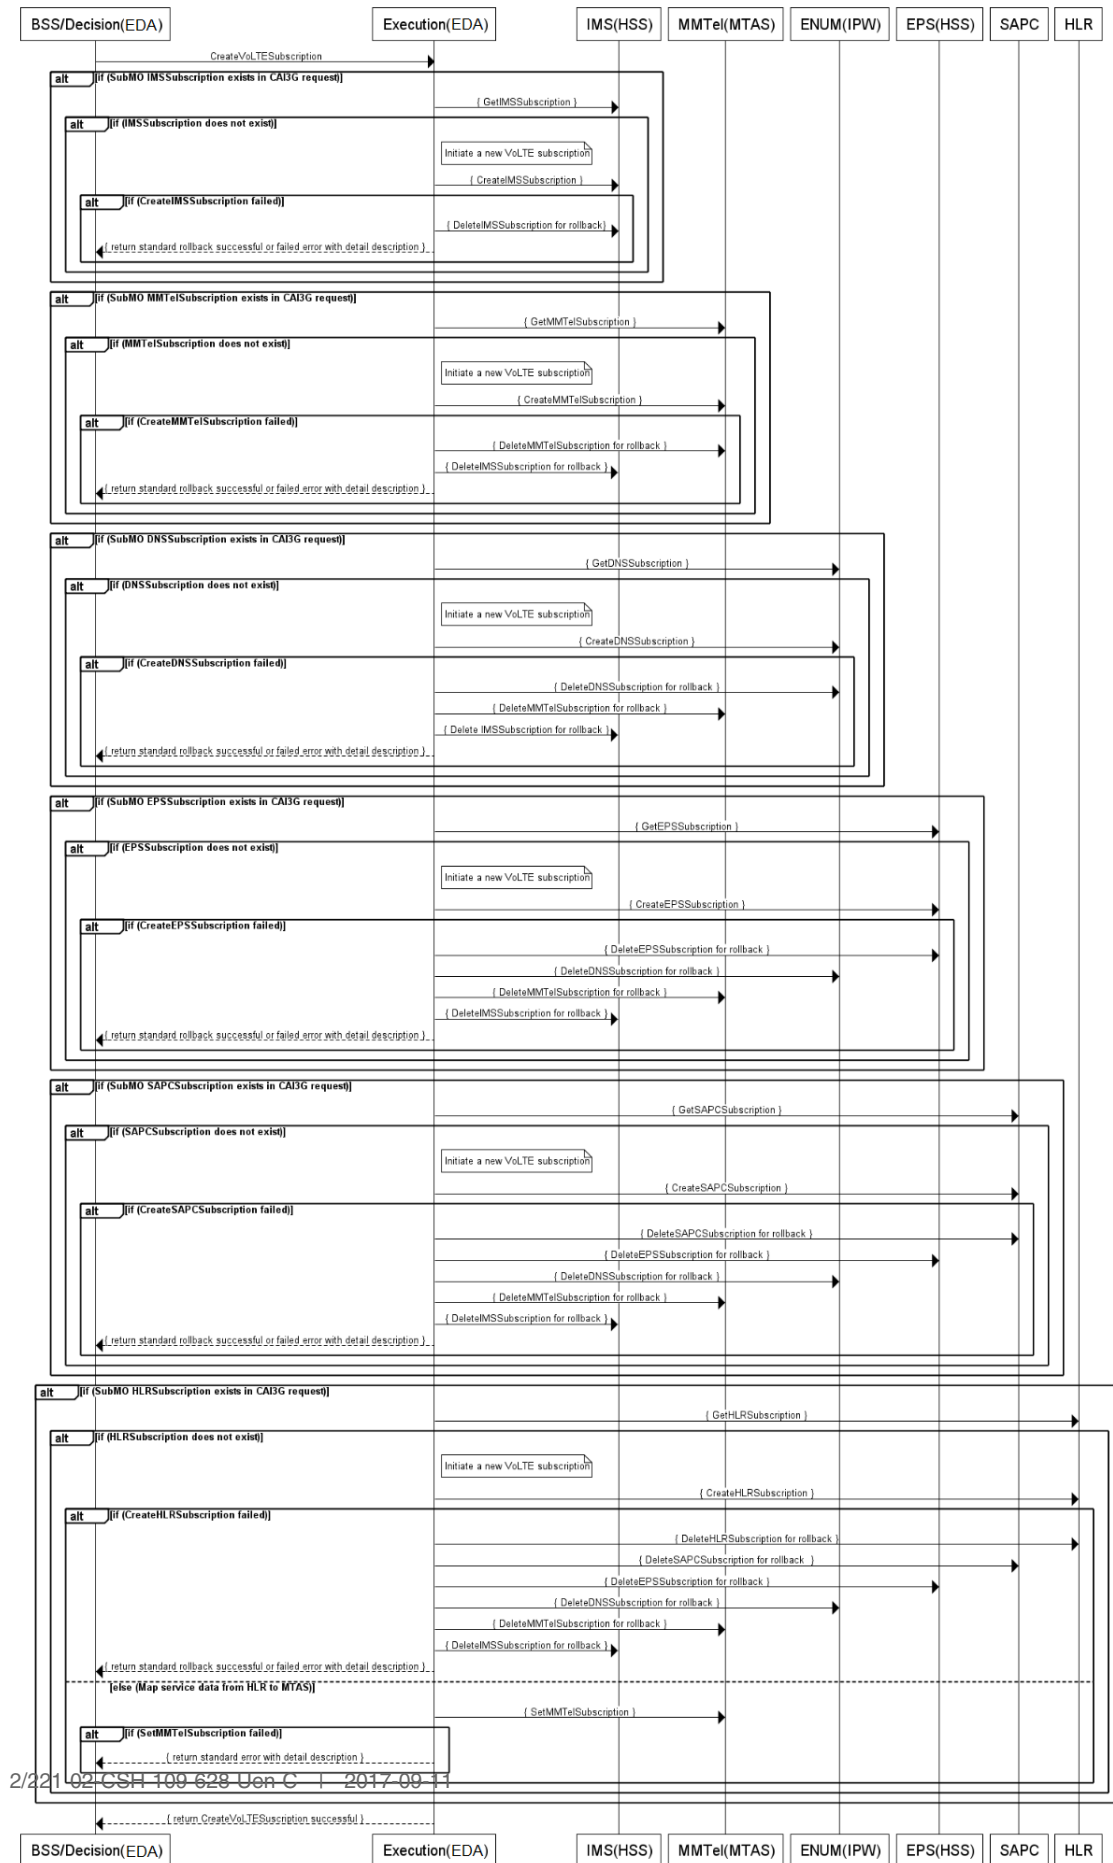 BSS/Decision(EDA) Execution(EDA) IMS(HSS) MMTel(MTAS) ENUM(IPW) EPS(HSS) SAPC HLR
CreateVoLTESubscription
alt [if (SubMO IMSSubscription exists in CAI3G request)]
{ GetIMSSubscription }
alt [if (IMSSubscription does not exist)]
Initiate a new VoLTE subscription
{ CreateIMSSubscription }
alt [if (CreateIMSSubscription failed)]
{ DeleteIMSSubscription for rollback}
{ return standard rollback successful or failed error with detail description }
alt [if (SubMO MMTelSubscription exists in CAI3G request)]
{ GetMMTelSubscription }
alt [if (MMTelSubscription does not exist)]
Initiate a new VoLTE subscription
{ CreateMMTelSubscription }
alt [if (CreateMMTelSubscription failed)]
{ DeleteMMTelSubscription for rollback }
{ DeleteIMSSubscription for rollback }
{ return standard rollback successful or failed error with detail description }
alt [if (SubMO DNSSubscription exists in CAI3G request)]
{ GetDNSSubscription }
alt [if (DNSSubscription does not exist)]
Initiate a new VoLTE subscription
{ CreateDNSSubscription }
alt [if (CreateDNSSubscription failed)]
{ DeleteDNSSubscription for rollback }
{ DeleteMMTelSubscription for rollback }
{ Delete IMSSubscription for rollback }
{ return standard rollback successful or failed error with detail description }
alt [if (SubMO EPSSubscription exists in CAI3G request)]
{ GetEPSSubscription }
alt [if (EPSSubscription does not exist)]
Initiate a new VoLTE subscription
{ CreateEPSSubscription }
alt [if (CreateEPSSubscription failed)]
{ DeleteEPSSubscription for rollback }
{ DeleteDNSSubscription for rollback }
{ DeleteMMTelSubscription for rollback }
{ DeleteIMSSubscription for rollback }
{ return standard rollback successful or failed error with detail description }
alt [if (SubMO SAPCSubscription exists in CAI3G request)]
{ GetSAPCSubscription }
alt [if (SAPCSubscription does not exist)]
Initiate a new VoLTE subscription
{ CreateSAPCSubscription }
alt [if (CreateSAPCSubscription failed)]
{ DeleteSAPCSubscription for rollback }
{ DeleteEPSSubscription for rollback }
{ DeleteDNSSubscription for rollback }
{ DeleteMMTelSubscription for rollback }
{ DeleteIMSSubscription for rollback }
{ return standard rollback successful or failed error with detail description }
alt [if (SubMO HLRSubscription exists in CAI3G request)]
{ GetHLRSubscription }
alt [if (HLRSubscription does not exist)]
Initiate a new VoLTE subscription
{ CreateHLRSubscription }
alt [if (CreateHLRSubscription failed)]
{ DeleteHLRSubscription for rollback }
{ DeleteSAPCSubscription for rollback }
{ DeleteEPSSubscription for rollback }
{ DeleteDNSSubscription for rollback }
{ DeleteMMTelSubscription for rollback }
{ DeleteIMSSubscription for rollback }
{ return standard rollback successful or failed error with detail description }
[else (Map service data from HLR to MTAS)]
{ SetMMTelSubscription }
alt [if (SetMMTelSubscription failed)]
{ return standard error with detail description }
2/221 02-CSH 109 628 Uen C | 2017-09-11
{ return CreateVoLTESuscription successful }
BSS/Decision(EDA) Execution(EDA) IMS(HSS) MMTel(MTAS) ENUM(IPW) EPS(HSS) SAPC HLR